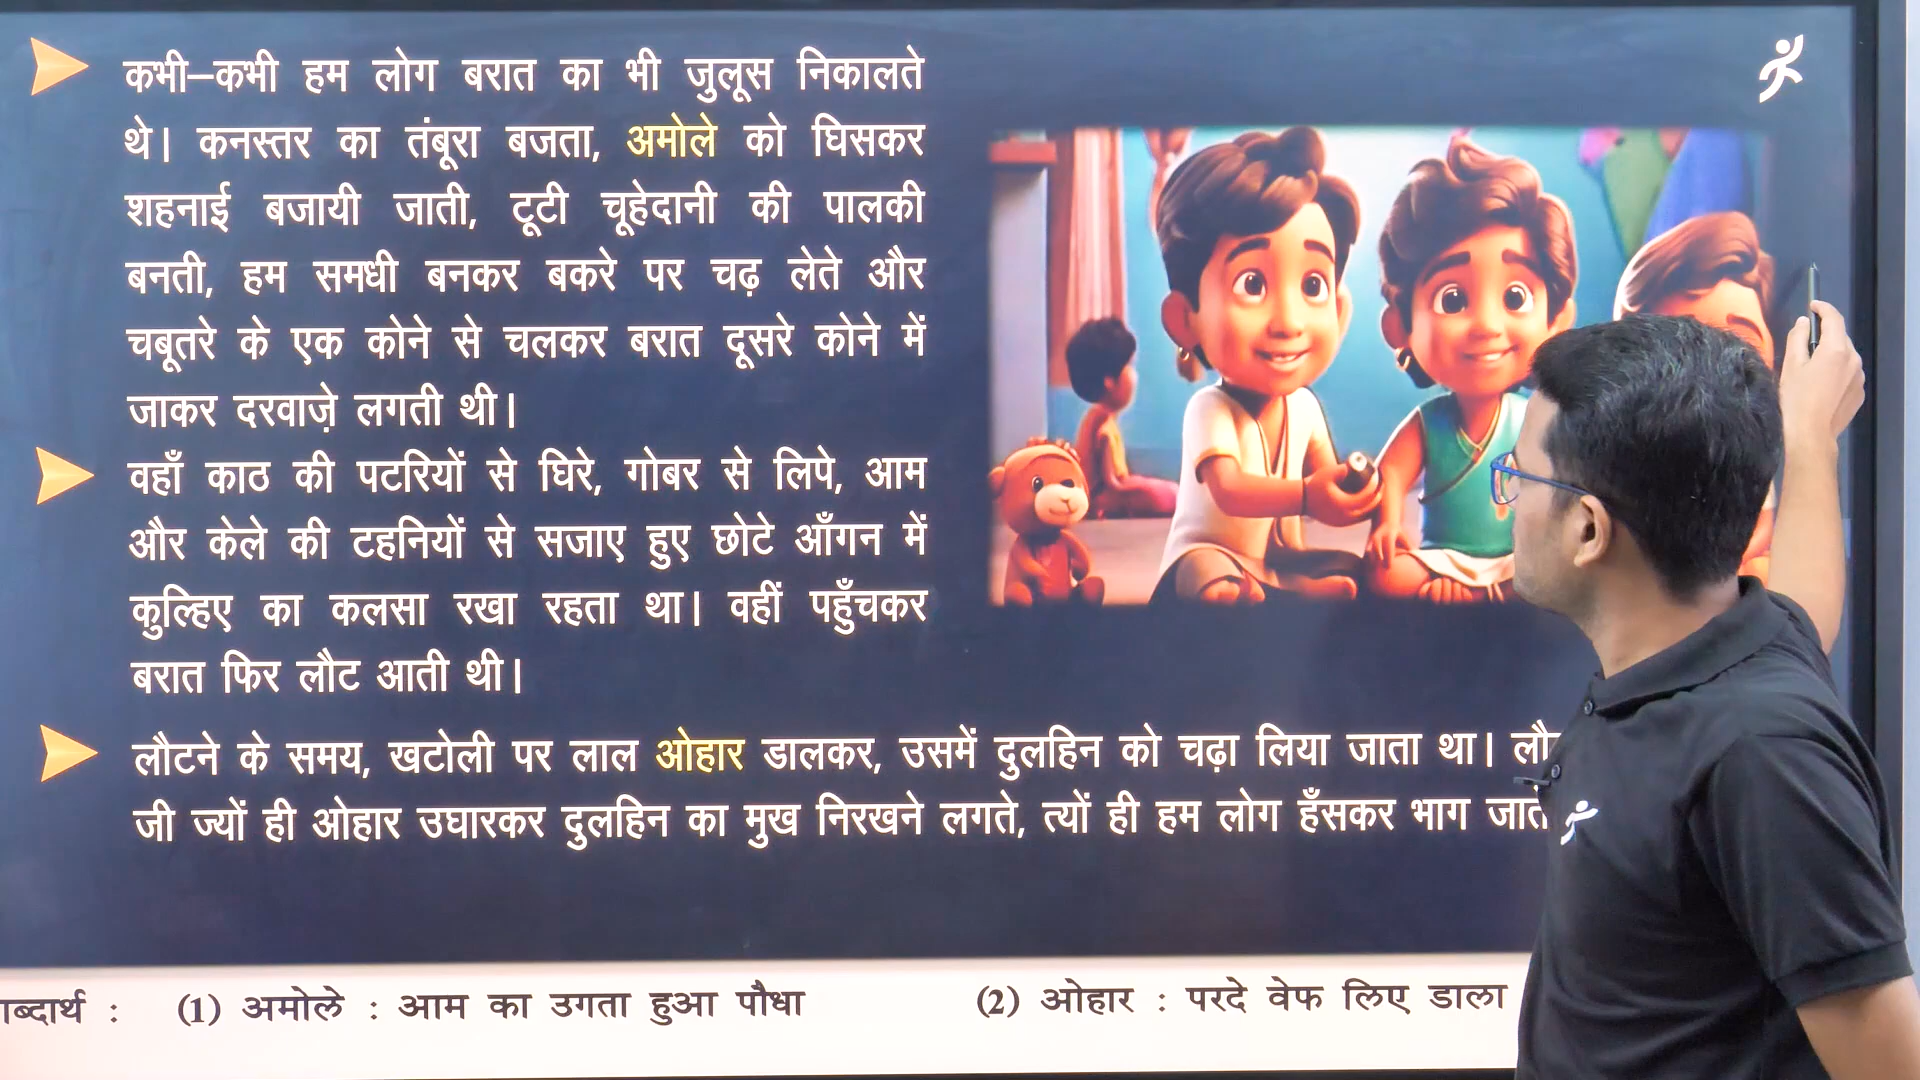 कभी–कभी हम लोग बरात का भी जुलूस निकालते
थे। कनस्तर का तंबूरा बजता, अमोले को घिसकर
शहनाई बजायी जाती, टूटी चूहेदानी की पालकी
बनती, हम समधी बनकर बकरे पर चढ़ लेते और
चबूतरे के एक कोने से चलकर बरात दूसरे कोने में
जाकर दरवाज़े लगती थी।
वहाँ काठ की पटरियों से घिरे, गोबर से लिपे, आम
और केले की टहनियों से सजाए हुए छोटे आँगन में
कुल्हिए का कलसा रखा रहता था। वहीं पहुँचकर
बरात फिर लौट आती थी।
लौटने के समय, खटोली पर लाल ओहार डालकर, उसमें दुलहिन को चढ़ा लिया जाता था।
जी ज्यों ही ओहार उघारकर दुलहिन का मुख निरखने लगते, त्यों ही हम लोग हँसकर भाग
(1) अमोले : आम का उगता हुआ पौधा (2) ओहार : परदे वेफ लिए डाला